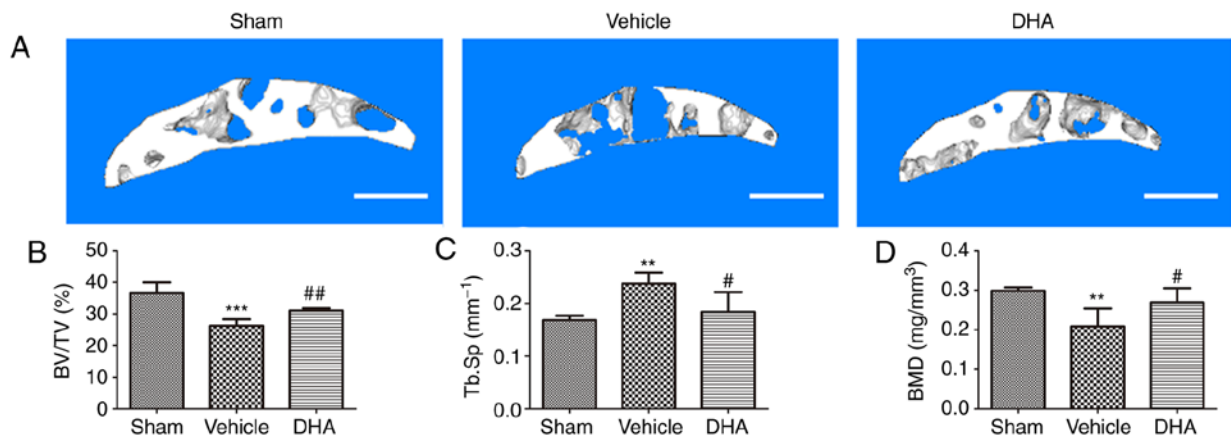 Sham
Vehicle
DHA
A
B
BV/TV (%)
50
40
30
20
10
0
***
##
Sham
Vehicle
DHA
C
Tb.Sp (mm⁻¹)
0.3
0.2
0.1
0.0
**
#
Sham
Vehicle
DHA
D
BMD (mg/mm³)
0.4
0.3
0.2
0.1
0.0
**
#
Sham
Vehicle
DHA